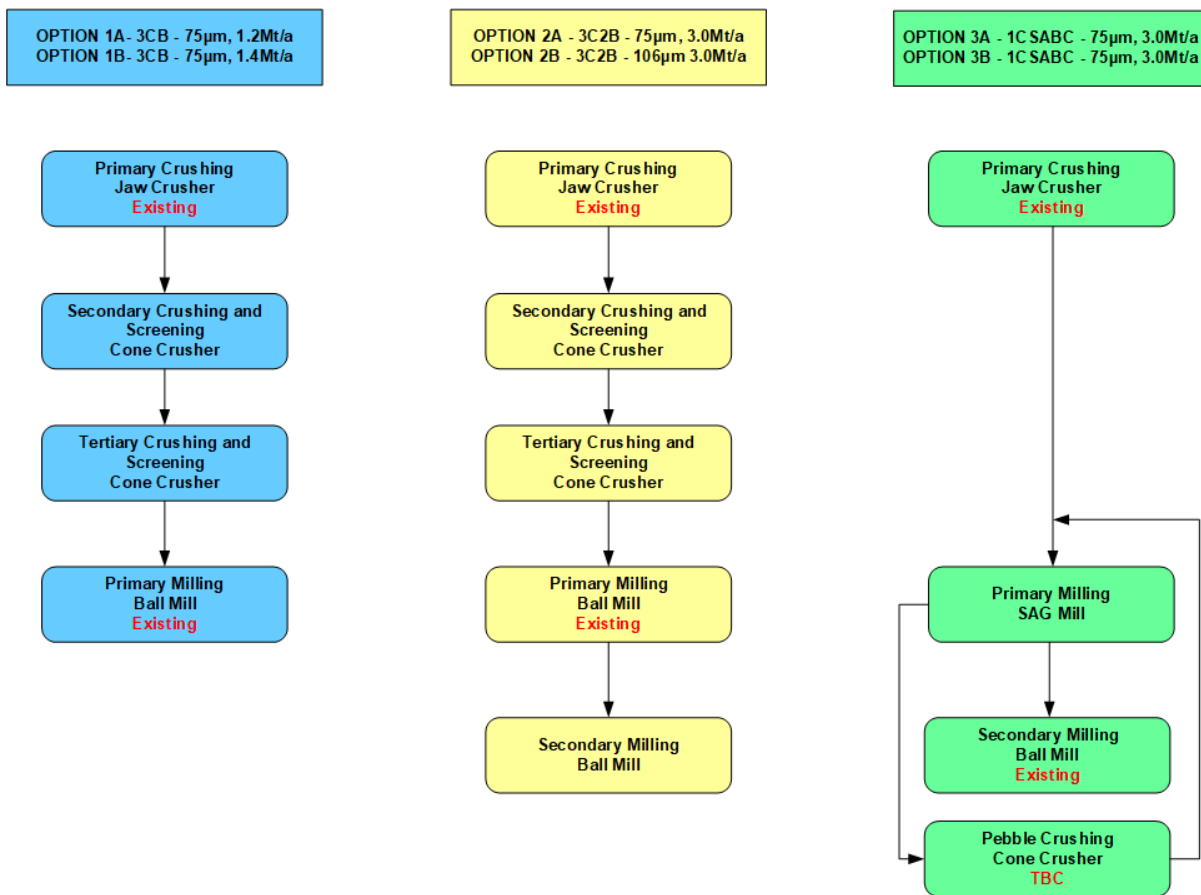 OPTION 1A- 3CB - 75µm, 1.2Mt/a
OPTION 1B- 3CB - 75µm, 1.4Mt/a
Primary Crushing
Jaw Crusher
Existing
Secondary Crushing and
Screening
Cone Crusher
Tertiary Crushing and
Screening
Cone Crusher
Primary Milling
Ball Mill
Existing
OPTION 2A - 3C2B - 75µm, 3.0Mt/a
OPTION 2B - 3C2B - 106µm 3.0Mt/a
Primary Crushing
Jaw Crusher
Existing
Secondary Crushing and
Screening
Cone Crusher
Tertiary Crushing and
Screening
Cone Crusher
Primary Milling
Ball Mill
Existing
Secondary Milling
Ball Mill
OPTION 3A - 1CSABC - 75µm, 3.0Mt/a
OPTION 3B - 1CSABC - 75µm, 3.0Mt/a
Primary Crushing
Jaw Crusher
Existing
Primary Milling
SAG Mill
Secondary Milling
Ball Mill
Existing
Pebble Crushing
Cone Crusher
TBC